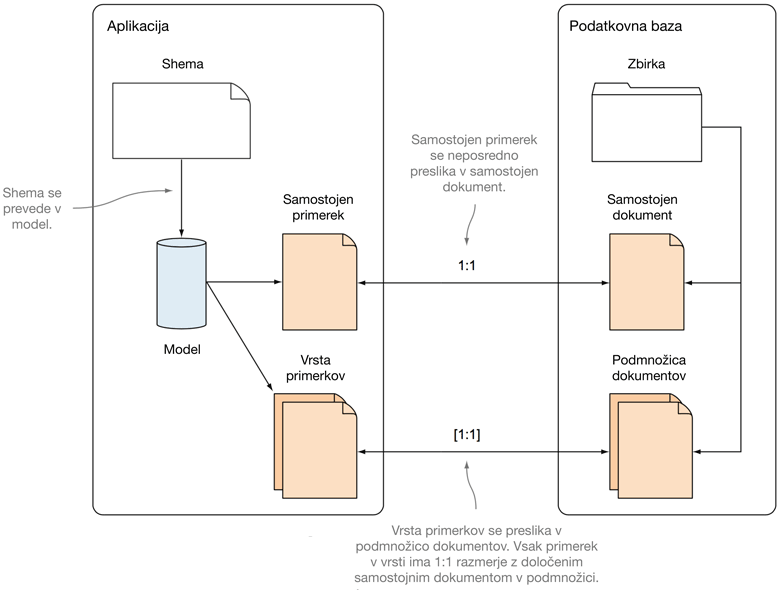 Aplikacija
Podatkovna baza
Shema
Zbirka
Samostojen primerek
se neposredno
preslika v samostojen
dokument.
Shema se
prevede v
model.
Samostojen
primerek
Samostojen
dokument
1:1
Model
Vrsta
primerkov
Podmnožica
dokumentov
[1:1]
Vrsta primerkov se preslika v
podmnožico dokumentov. Vsak primerek
v vrsti ima 1:1 razmerje z določenim
samostojnim dokumentom v podmnožici.